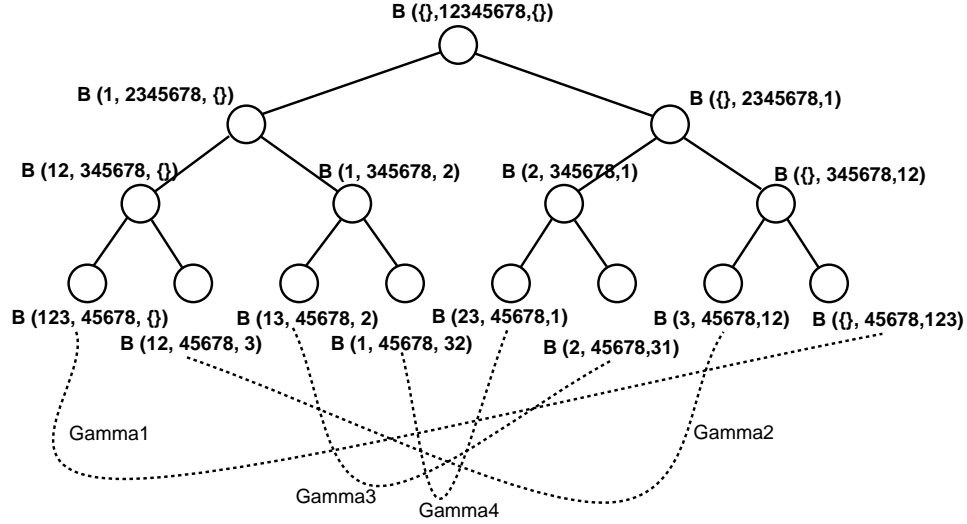 B ({},12345678,{})
B (1, 2345678, {})
B ({}, 2345678,1)
B (12, 345678, {})
B (1, 345678, 2)
B (2, 345678,1)
B ({}, 345678,12)
B (123, 45678, {})
B (13, 45678, 2)
B (23, 45678,1)
B (3, 45678,12)
B ({}, 45678,123)
B (12, 45678, 3)
B (1, 45678, 32)
B (2, 45678,31)
Gamma1
Gamma2
Gamma3
Gamma4